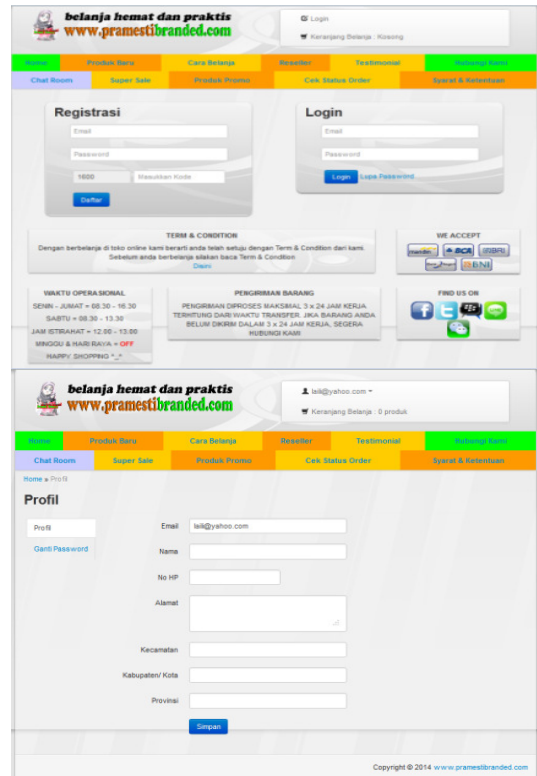 belanja hemat dan praktis
www.pramestibranded.com
Login
Keranjang Belanja : Kosong
Home Produk Baru Cara Belanja Reseller Testimonial Hubungi Kami
Chat Room Super Sale Produk Promo Cek Status Order Syarat & Ketentuan
Registrasi
Email
Password
1600 Masukkan Kode
Daftar
Login
Email
Password
Login Lupa Password
TERM & CONDITION
Dengan berbelanja di toko online kami berarti anda telah setuju dengan Term & Condition dari kami.
Sebelum anda berbelanja silakan baca Term & Condition
Disini
WE ACCEPT
mandiri BCA BRI
BNI
WAKTU OPERASIONAL
SENIN - JUMAT = 08.30 - 16.30
SABTU = 08.30 - 13.30
JAM ISTIRAHAT = 12.00 - 13.00
MINGGU & HARI RAYA = OFF
HAPPY SHOPPING ^_^
PENGIRIMAN BARANG
PENGIRIMAN DIPROSES MAKSIMAL 3 x 24 JAM KERJA
TERHITUNG DARI WAKTU TRANSFER. JIKA BARANG ANDA
BELUM DIKIRIM DALAM 3 x 24 JAM KERJA, SEGERA
HUBUNGI KAMI
FIND US ON
belanja hemat dan praktis
www.pramestibranded.com
laili@yahoo.com
Keranjang Belanja : 0 produk
Home Produk Baru Cara Belanja Reseller Testimonial Hubungi Kami
Chat Room Super Sale Produk Promo Cek Status Order Syarat & Ketentuan
Home » Profil
Profil
Profil
Ganti Password
Email laili@yahoo.com
Nama
No HP
Alamat
Kecamatan
Kabupaten/ Kota
Provinsi
Simpan
Copyright © 2014 www.pramestibranded.com